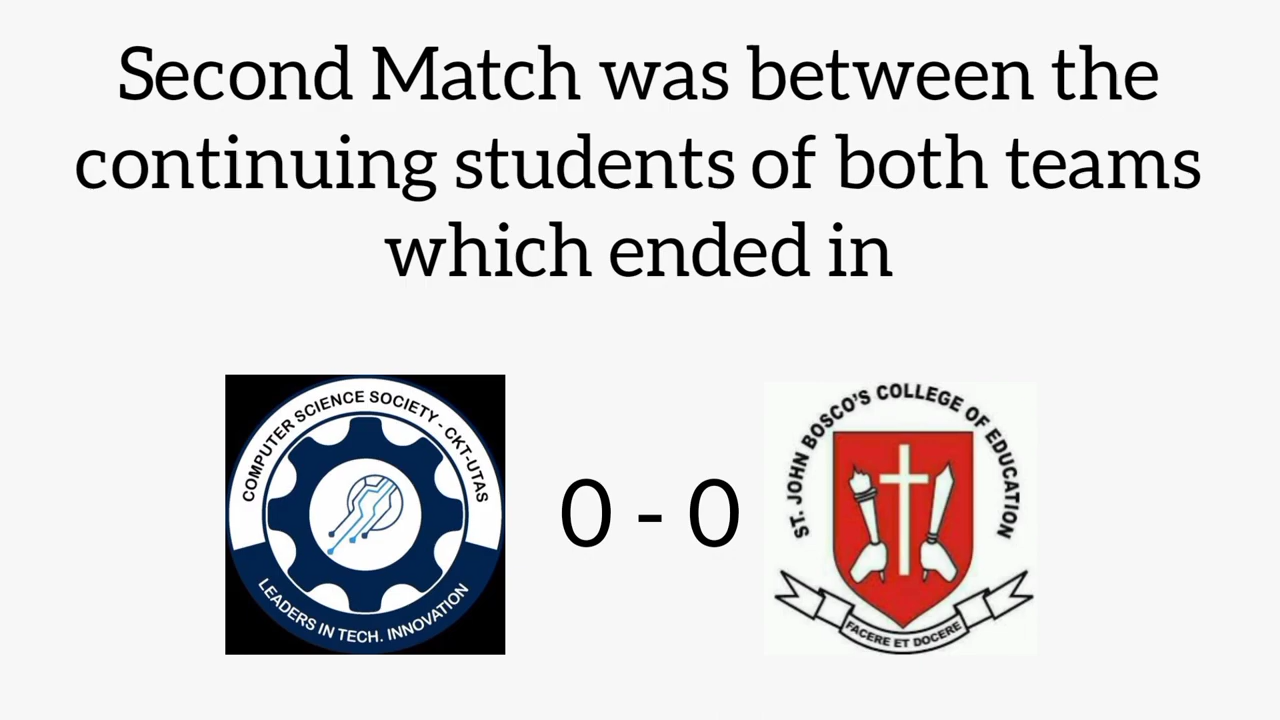 Second Match was between the
continuing students of both teams
which ended in
COMPUTER SCIENCE SOCIETY - CKT-UTAS
LEADERS IN TECH. INNOVATION
0 - 0
ST. JOHN BOSCO'S COLLEGE OF EDUCATION
FACERE ET DOCERE